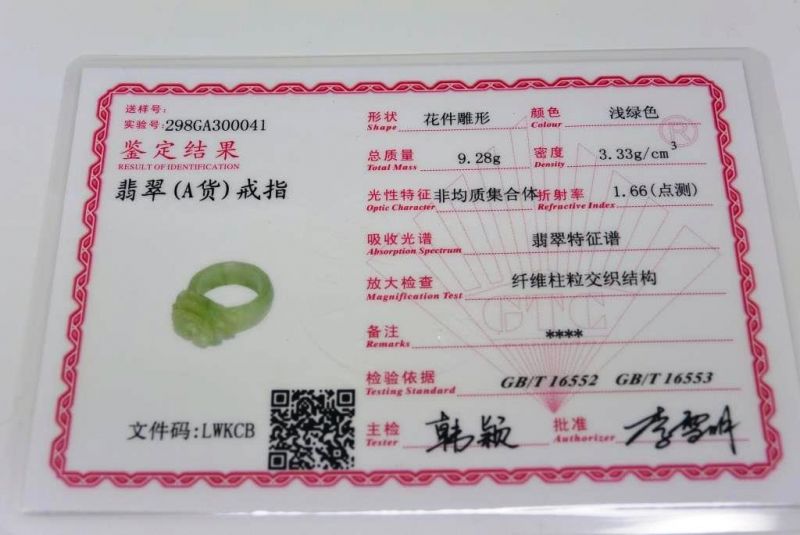 送样号:
实验号:298GA300041
鉴定结果
RESULT OF IDENTIFICATION
翡翠(A货)戒指
文件码:LWKCB
形状 Shape 花件雕形 颜色 Colour 浅绿色
总质量 Total Mass 9.28g 密度 Density 3.33g/cm³
光性特征 Optic Character 非均质集合体 折射率 Refractive Index 1.66(点测)
吸收光谱 Absorption Spectrum 翡翠特征谱
放大检查 Magnification Test 纤维柱粒交织结构
备注 Remarks ****
检验依据 Testing Standard GB/T 16552 GB/T 16553
主检 Tester 韩颖 批准 Authorizer 李雪明
GTC
®